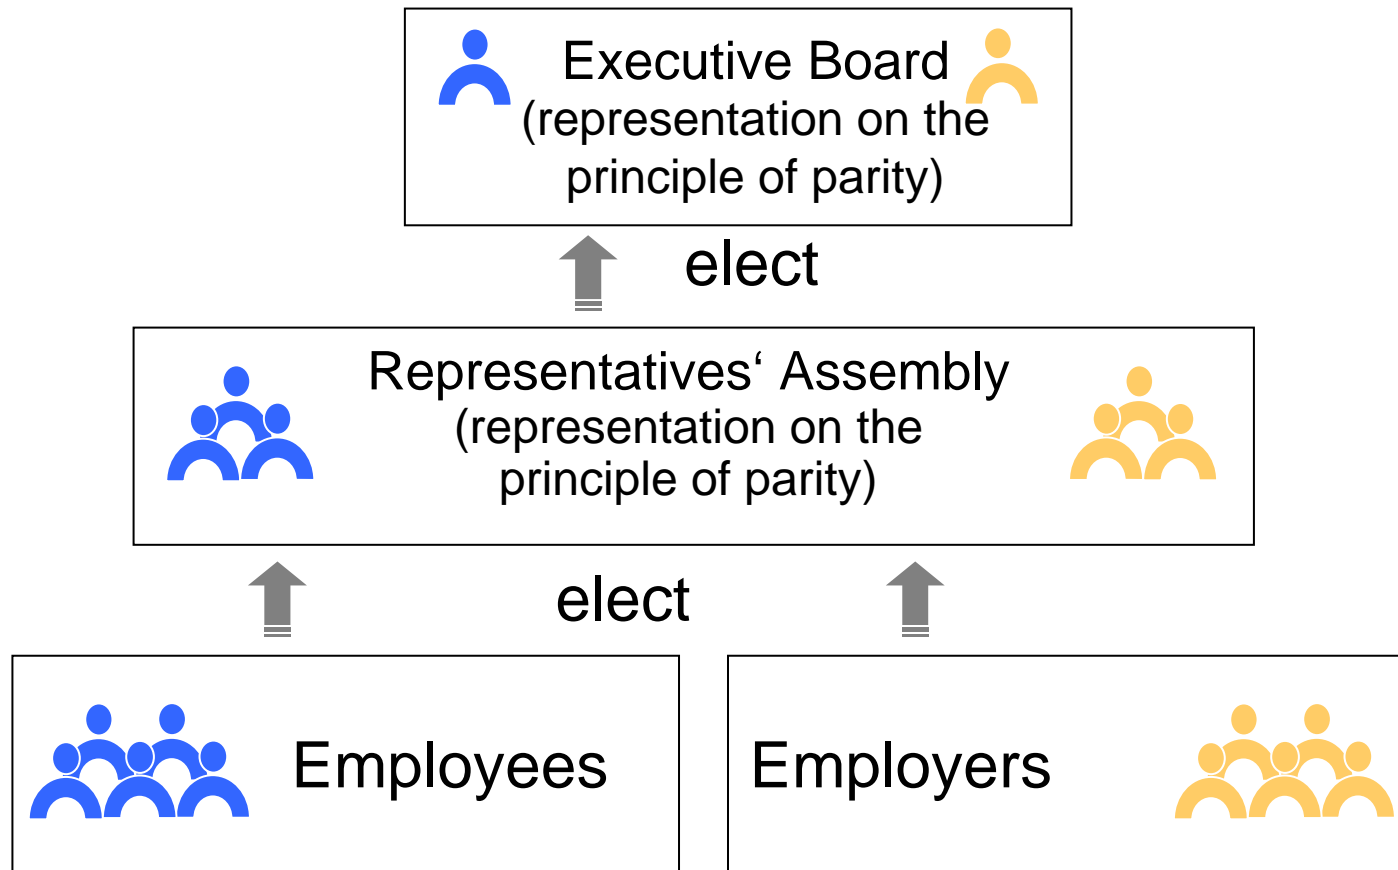 Executive Board
(representation on the
principle of parity)
elect
Representatives‘ Assembly
(representation on the
principle of parity)
elect
Employees
Employers